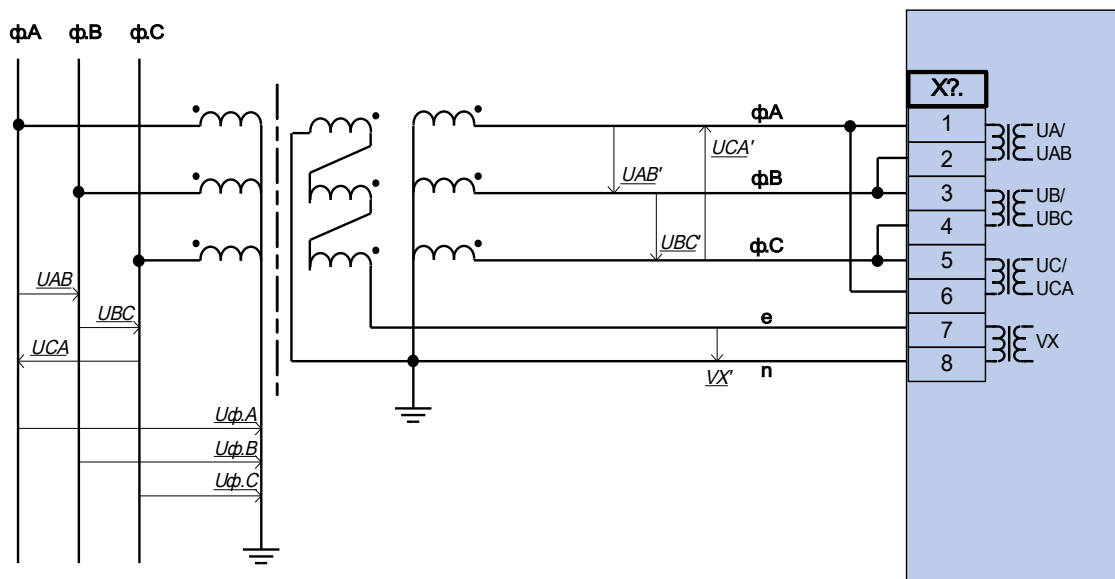 ф.А ф.В ф.С
X?.
ф.А
1
UA/
UAB
UCA'
2
UAB'
ф.В
3
UB/
UBC
4
UBC'
ф.С
5
UC/
UCA
6
UAB
UBC
e
7
VX
UCA
n
8
VX'
Uф.А
Uф.В
Uф.С